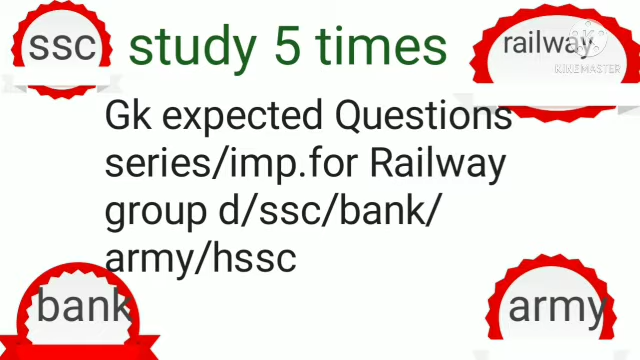 ssc
study 5 times
railway
KINEMASTER
Gk expected Questions
series/imp.for Railway
group d/ssc/bank/
army/hssc
bank
army